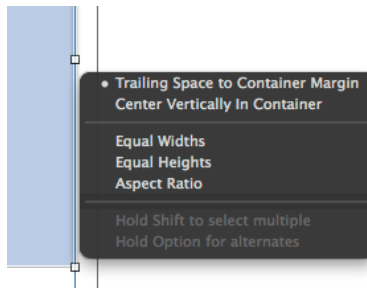 Trailing Space to Container Margin
Center Vertically In Container
Equal Widths
Equal Heights
Aspect Ratio
Hold Shift to select multiple
Hold Option for alternates